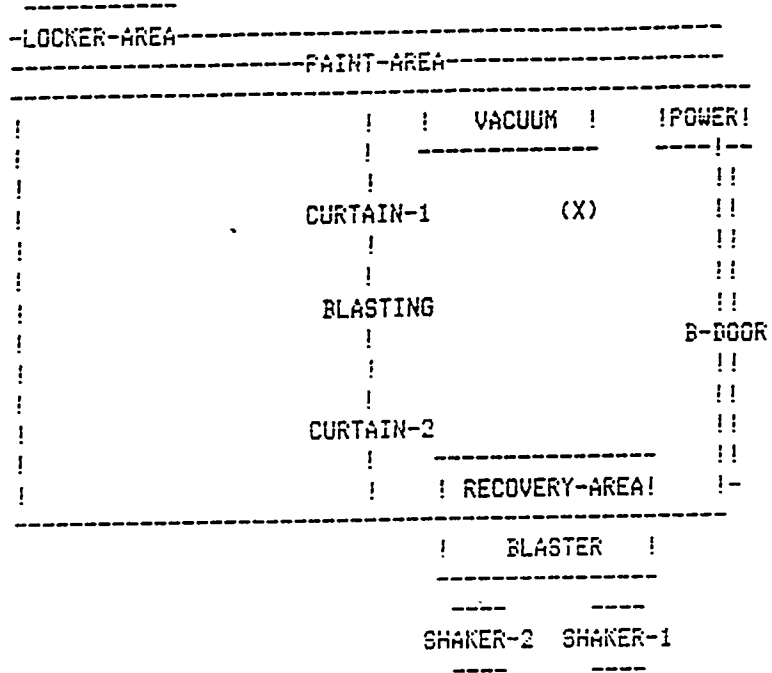 -LOCKER-AREA-
PAINT-AREA
! ! ! VACUUM ! !POWER!
CURTAIN-1 (X) !!
BLASTING !!
B-DOOR
CURTAIN-2 !!
! ! ! RECOVERY-AREA! !-
! BLASTER !
SHAKER-2 SHAKER-1